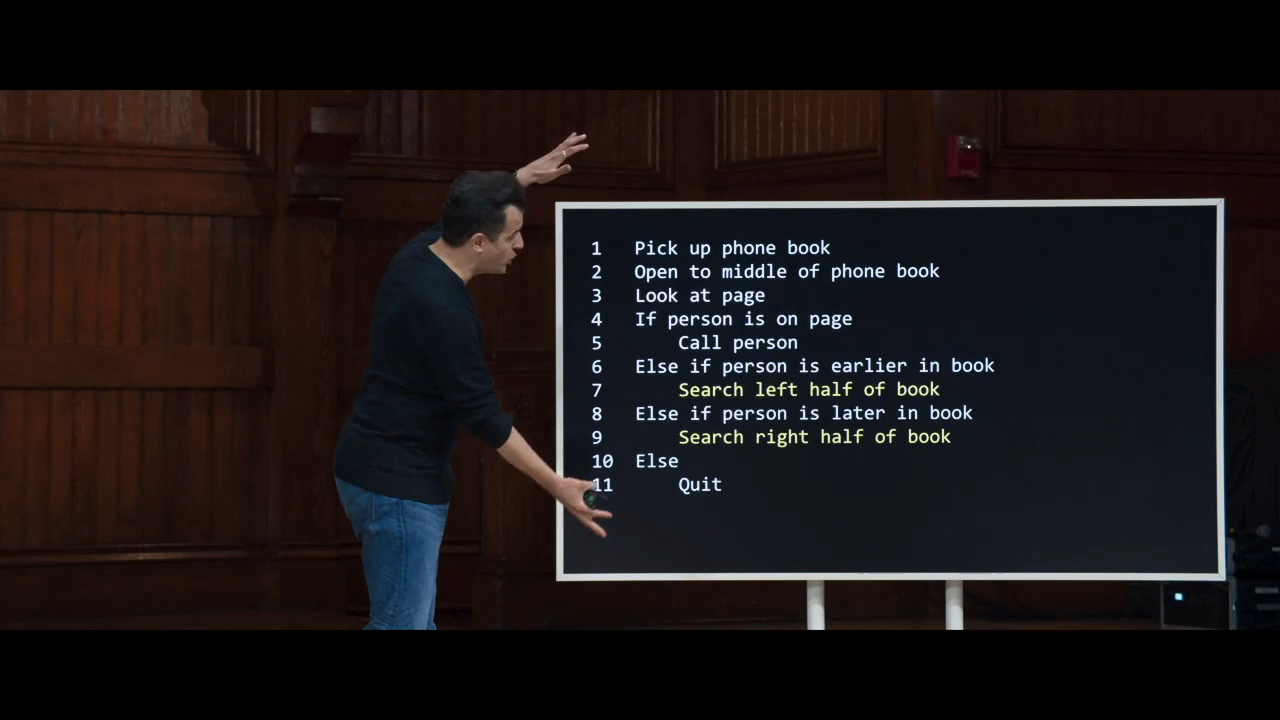 1 Pick up phone book
2 Open to middle of phone book
3 Look at page
4 If person is on page
5 Call person
6 Else if person is earlier in book
7 Search left half of book
8 Else if person is later in book
9 Search right half of book
10 Else
11 Quit